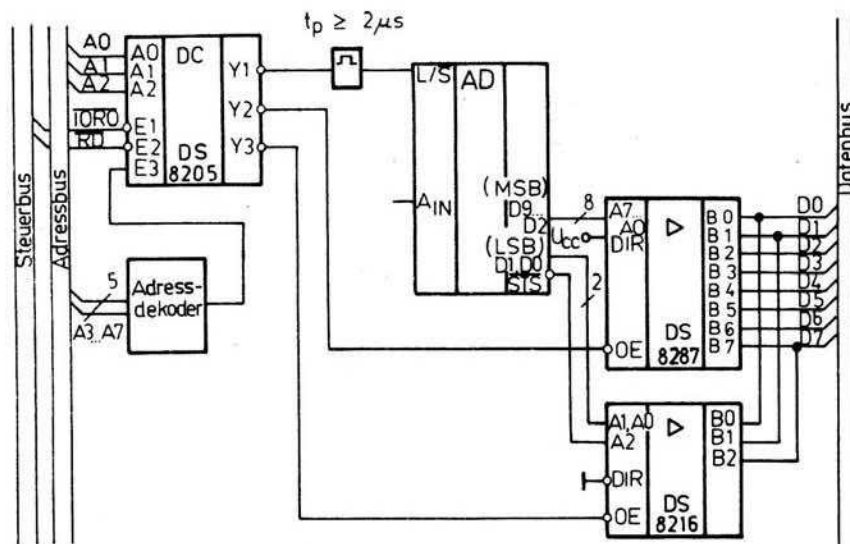 Steuerbus
Adressbus
A0
A1
A2
IORQ
RD
A0
A1
A2
E1
E2
E3
DC
DS
8205
Y1
Y2
Y3
5
A3...A7
Adress-
dekoder
tp ≥ 2µs
L/S
AD
AIN
(MSB)
D9...
D2
(LSB)
D1,D0
STS
8
2
UCC
A7...
A0
DIR
OE
DS
8287
B0
B1
B2
B3
B4
B5
B6
B7
D0
D1
D2
D3
D4
D5
D6
D7
A1,A0
A2
DIR
OE
DS
8216
B0
B1
B2
Datenbus